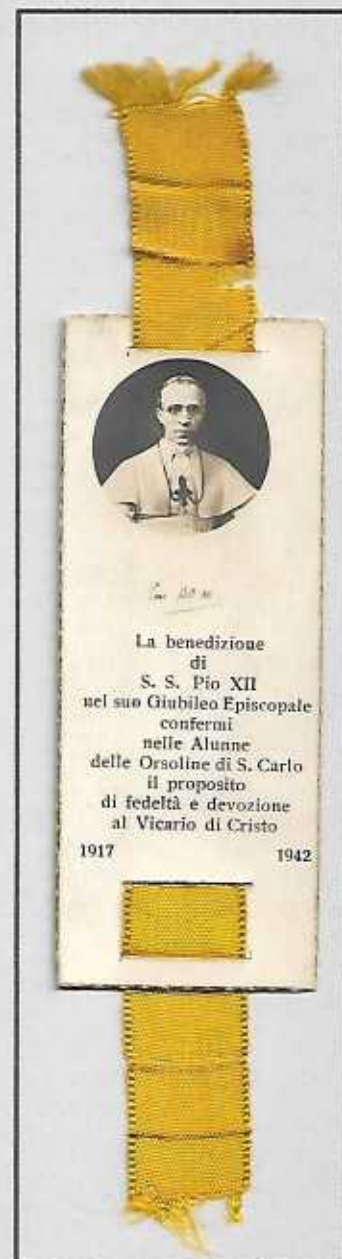 La benedizione
di
S. S. Pio XII
nel suo Giubileo Episcopale
confermi
nelle Alunne
delle Orsoline di S. Carlo
il proposito
di fedeltà e devozione
al Vicario di Cristo
1917 1942